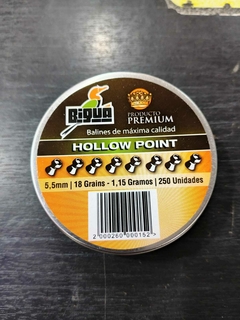 Bigua
PRODUCTO
PREMIUM
Balines de máxima calidad
HOLLOW POINT
5,5mm | 18 Grains - 1,15 Gramos | 250 Unidades
2 000260 000152